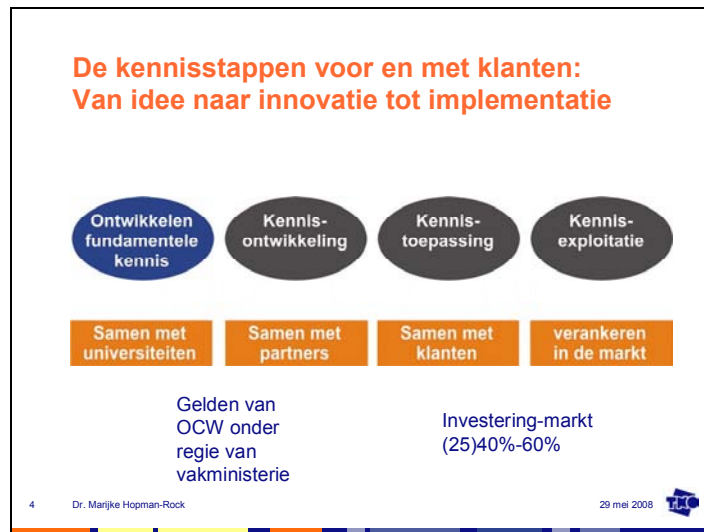 De kennisstappen voor en met klanten:
Van idee naar innovatie tot implementatie
Ontwikkelen
fundamentele
kennis
Kennis-
ontwikkeling
Kennis-
toepassing
Kennis-
exploitatie
Samen met
universiteiten
Samen met
partners
Samen met
klanten
verankeren
in de markt
Gelden van
OCW onder
regie van
vakministerie
Investering-markt
(25)40%-60%
4 Dr. Marijke Hopman-Rock 29 mei 2008 TNO